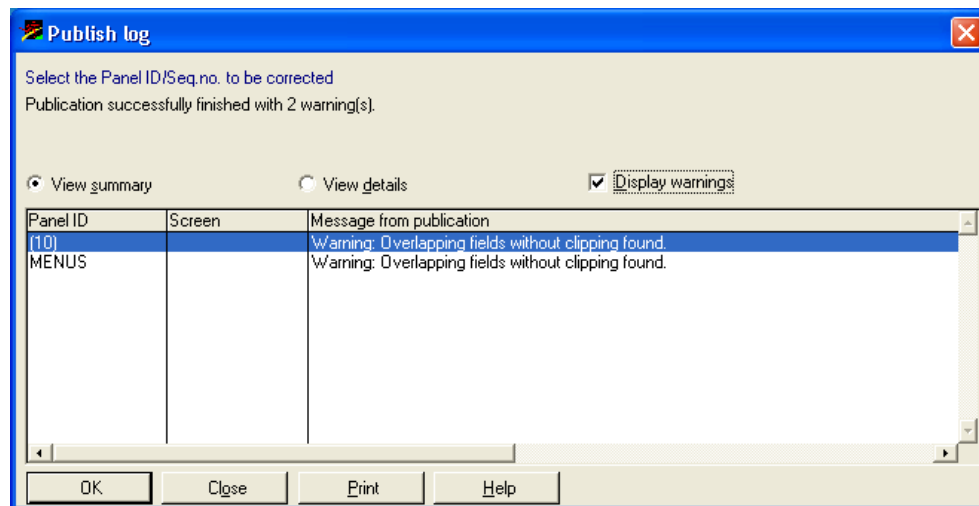 Publish log
Select the Panel ID/Seq.no. to be corrected
Publication successfully finished with 2 warning(s).
View summary View details Display warnings
Panel ID Screen Message from publication
(10) Warning: Overlapping fields without clipping found.
MENUS Warning: Overlapping fields without clipping found.
OK Close Print Help